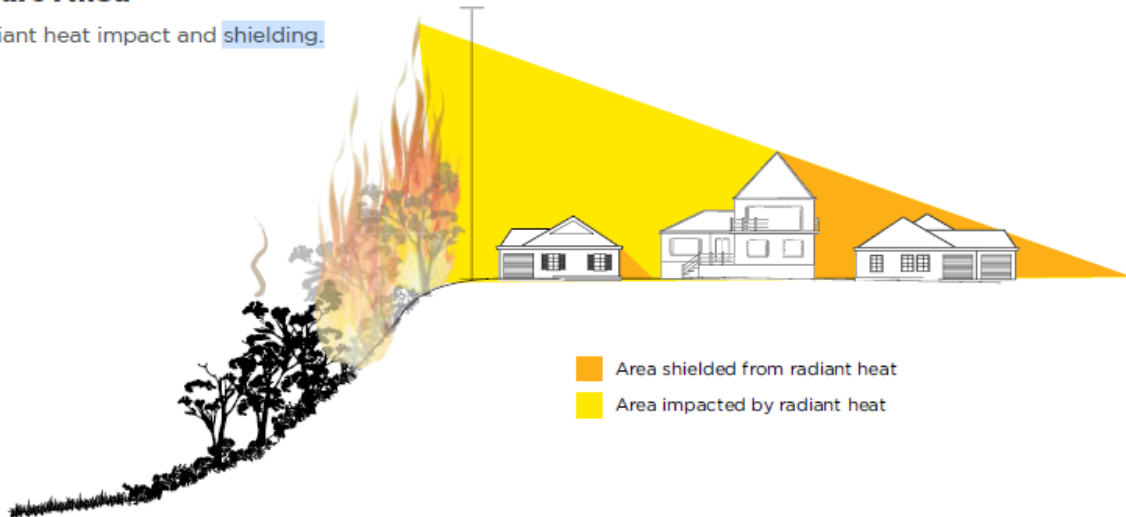 iant heat impact and shielding.
Area shielded from radiant heat
Area impacted by radiant heat